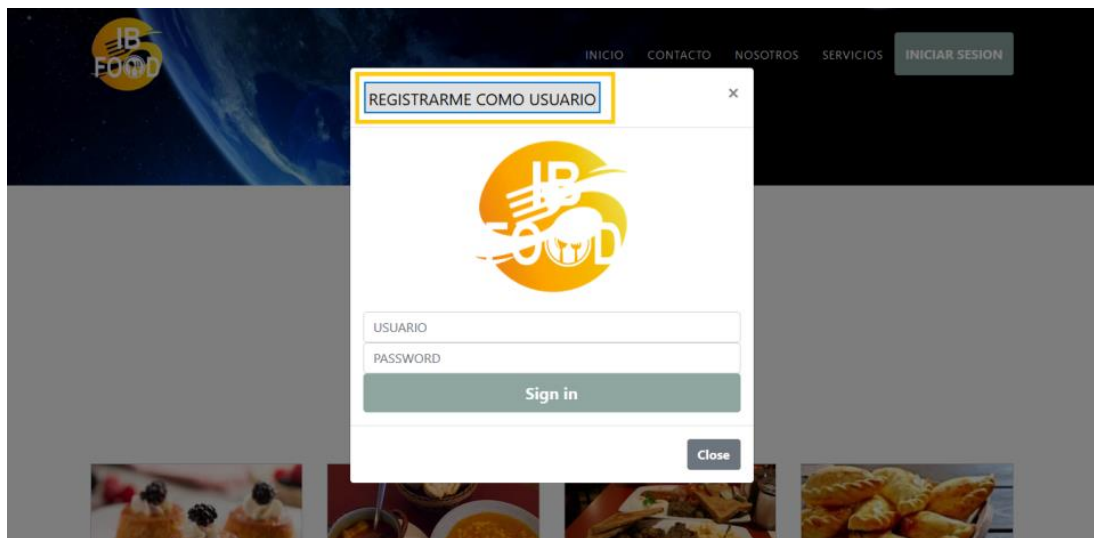 IB
FOOD
INICIO CONTACTO NOSOTROS SERVICIOS INICIAR SESION
REGISTRARME COMO USUARIO ×
IB
FOOD
USUARIO
PASSWORD
Sign in
Close